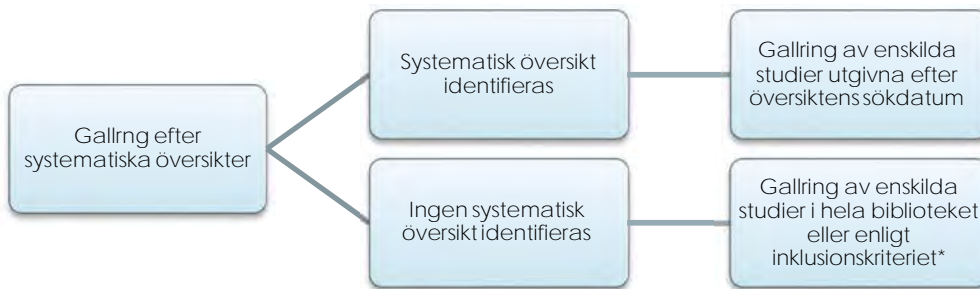 Gallrng efter
systematiska översikter
Systematisk översikt
identifieras
Gallring av enskilda
studier utgivna efter
översiktens sökdatum
Ingen systematisk
översikt identifieras
Gallring av enskilda
studier i hela biblioteket
eller enligt
inklusionskriteriet*